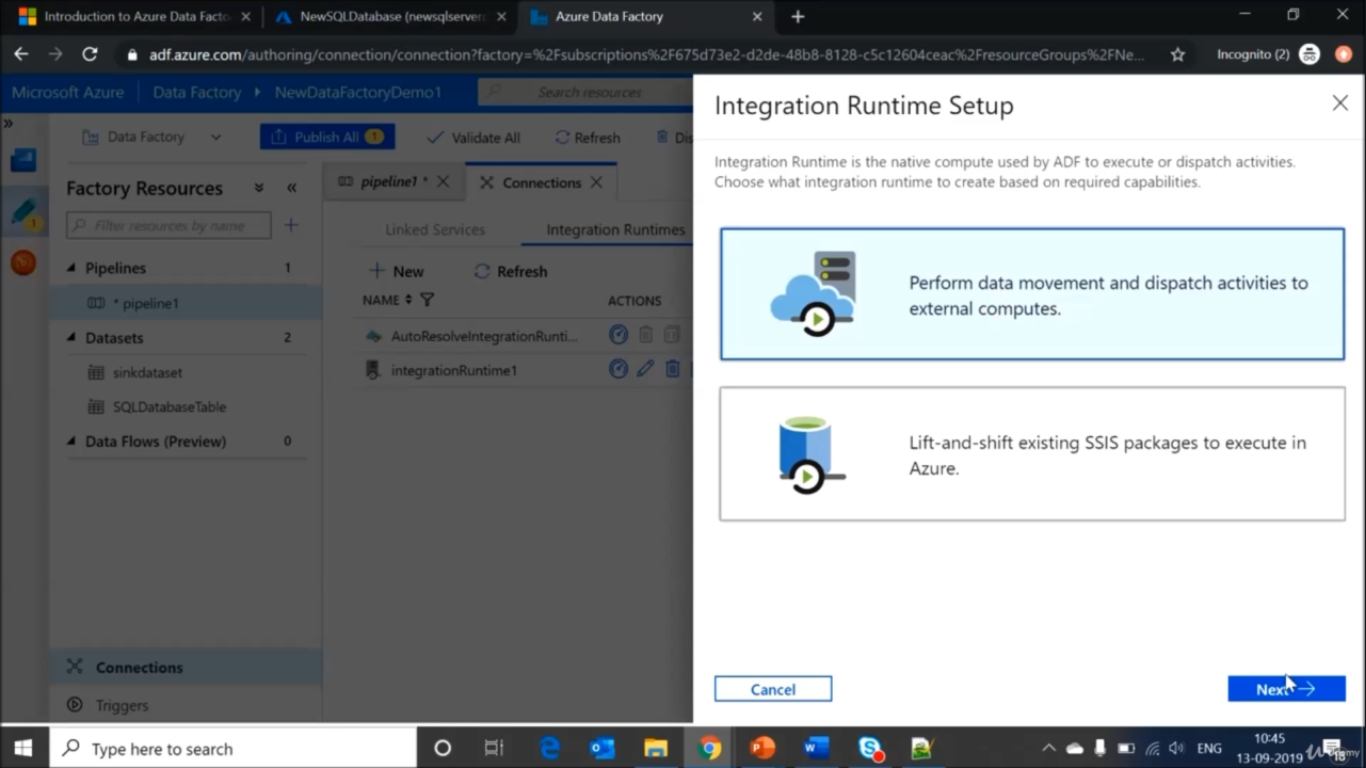 Introduction to Azure Data Facto
NewSQLDatabase (newsqlserver
Azure Data Factory
adf.azure.com/authoring/connection/connection?factory=%2Fsubscriptions%2F675d73e2-d2de-48b8-8128-c5c12604ceac%2FresourceGroups%2FNe...
Incognito (2)
Microsoft Azure
Data Factory
NewDataFactoryDemo1
Search resources
Data Factory
Publish All 1
Validate All
Refresh
Dis
Factory Resources
Filter resources by name
Pipelines 1
* pipeline1
Datasets 2
sinkdataset
SQLDatabaseTable
Data Flows (Preview) 0
Connections
Triggers
1
pipeline1 *
Connections
Linked Services
Integration Runtimes
New
Refresh
NAME
ACTIONS
AutoResolveIntegrationRunti...
integrationRuntime1
Integration Runtime Setup
Integration Runtime is the native compute used by ADF to execute or dispatch activities.
Choose what integration runtime to create based on required capabilities.
Perform data movement and dispatch activities to
external computes.
Lift-and-shift existing SSIS packages to execute in
Azure.
Cancel
Next
Type here to search
ENG
10:45
13-09-2019
18